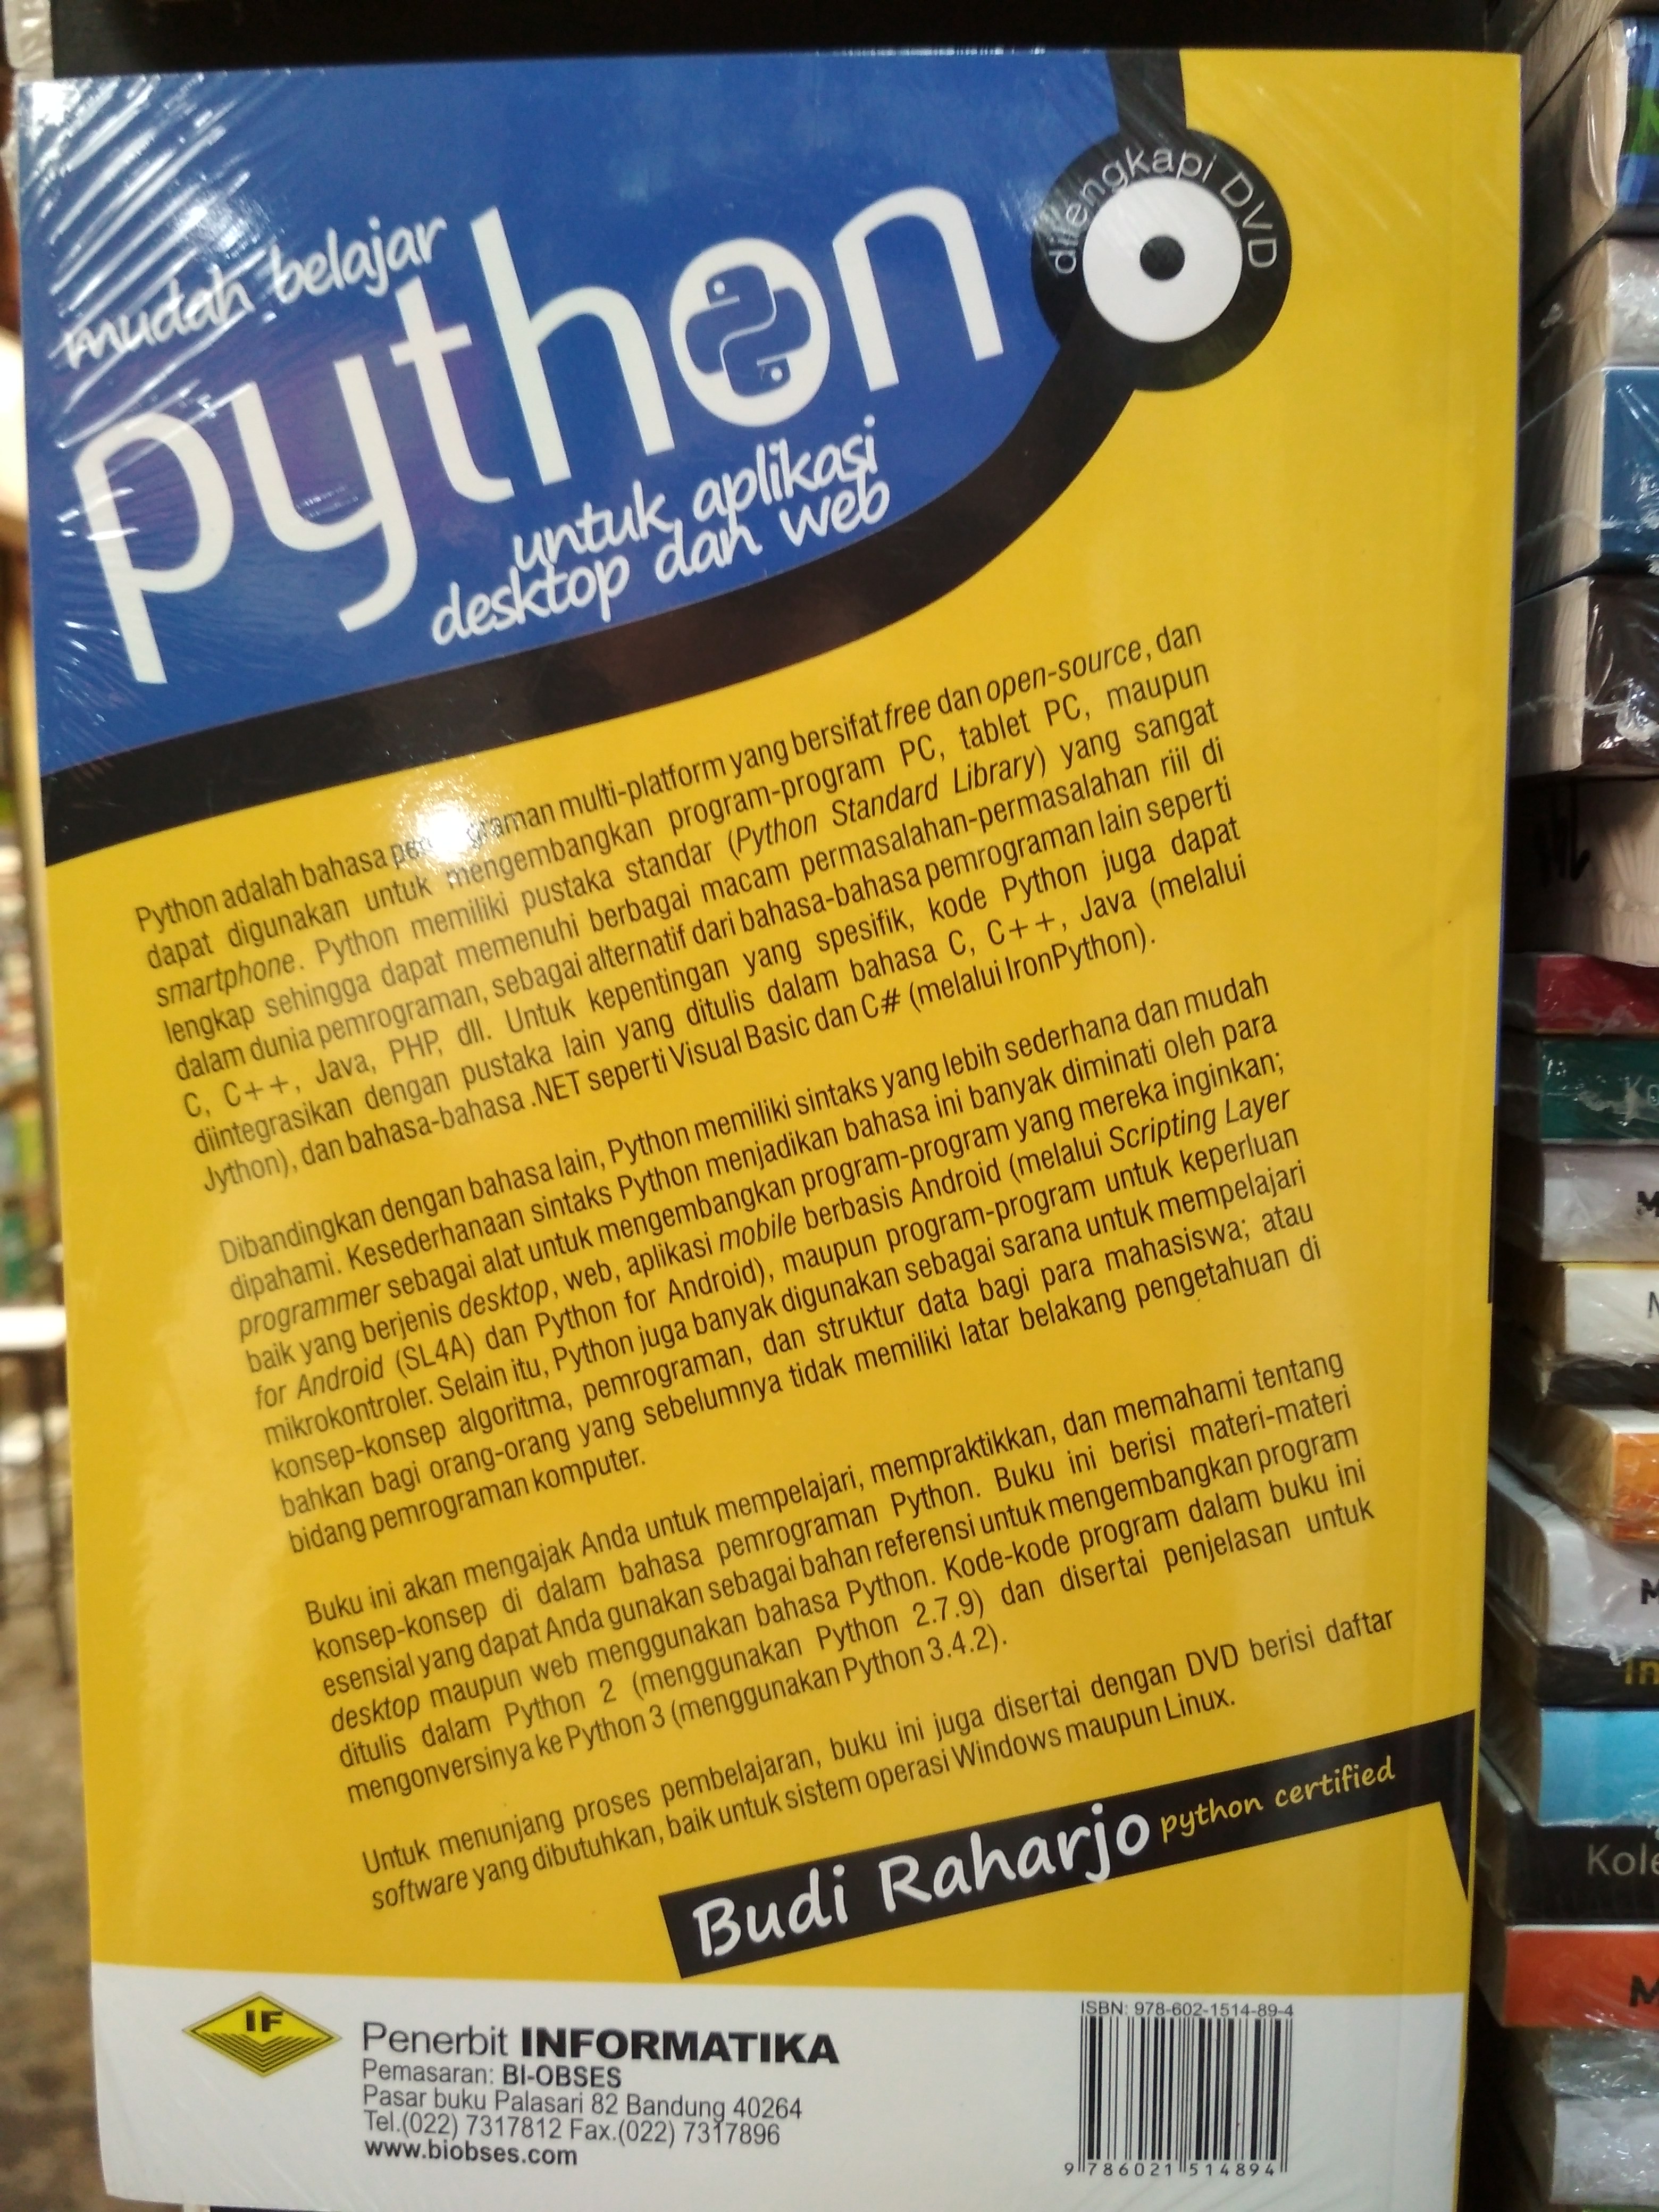 mudah belajar
python
untuk aplikasi
desktop dan web
dilengkapi DVD
Python adalah bahasa pemrograman multi-platform yang bersifat free dan open-source, dan
dapat digunakan untuk mengembangkan program-program PC, tablet PC, maupun
smartphone. Python memiliki pustaka standar (Python Standard Library) yang sangat
lengkap sehingga dapat memenuhi berbagai macam permasalahan-permasalahan riil di
dalam dunia pemrograman, sebagai alternatif dari bahasa-bahasa pemrograman lain seperti
C, C++, Java, PHP, dll. Untuk kepentingan yang spesifik, kode Python juga dapat
diintegrasikan dengan pustaka lain yang ditulis dalam bahasa C, C++, Java (melalui
Jython), dan bahasa-bahasa .NET seperti Visual Basic dan C# (melalui IronPython).
Dibandingkan dengan bahasa lain, Python memiliki sintaks yang lebih sederhana dan mudah
dipahami. Kesederhanaan sintaks Python menjadikan bahasa ini banyak diminati oleh para
programmer sebagai alat untuk mengembangkan program-program yang mereka inginkan;
baik yang berjenis desktop, web, aplikasi mobile berbasis Android (melalui Scripting Layer
for Android (SL4A) dan Python for Android), maupun program-program untuk keperluan
mikrokontroler. Selain itu, Python juga banyak digunakan sebagai sarana untuk mempelajari
konsep-konsep algoritma, pemrograman, dan struktur data bagi para mahasiswa; atau
bahkan bagi orang-orang yang sebelumnya tidak memiliki latar belakang pengetahuan di
bidang pemrograman komputer.
Buku ini akan mengajak Anda untuk mempelajari, mempraktikkan, dan memahami tentang
konsep-konsep di dalam bahasa pemrograman Python. Buku ini berisi materi-materi
esensial yang dapat Anda gunakan sebagai bahan referensi untuk mengembangkan program
desktop maupun web menggunakan bahasa Python. Kode-kode program dalam buku ini
ditulis dalam Python 2 (menggunakan Python 2.7.9) dan disertai penjelasan untuk
mengonversinya ke Python 3 (menggunakan Python 3.4.2).
Untuk menunjang proses pembelajaran, buku ini juga disertai dengan DVD berisi daftar
software yang dibutuhkan, baik untuk sistem operasi Windows maupun Linux.
Budi Raharjo python certified
IF
Penerbit INFORMATIKA
Pemasaran: BI-OBSES
Pasar buku Palasari 82 Bandung 40264
Tel.(022) 7317812 Fax.(022) 7317896
www.biobses.com
ISBN: 978-602-1514-89-4
9 786021 514894